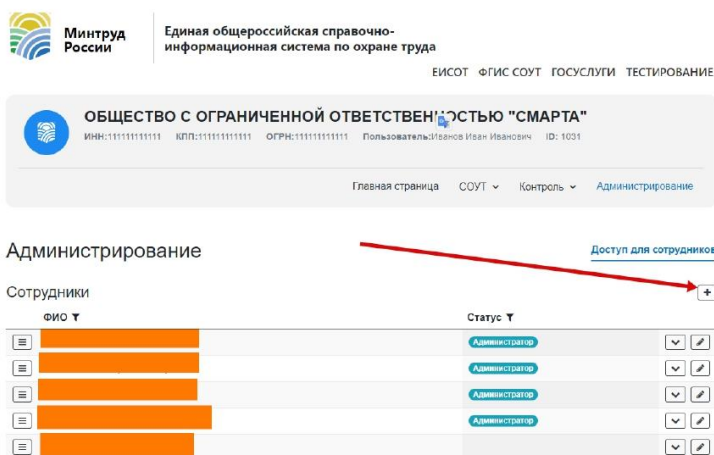 Минтруд
России
Единая общероссийская справочно-
информационная система по охране труда
ЕИСОТ ФГИС СОУТ ГОСУСЛУГИ ТЕСТИРОВАНИЕ
ОБЩЕСТВО С ОГРАНИЧЕННОЙ ОТВЕТСТВЕННОСТЬЮ "СМАРТА"
ИНН:111111111111 КПП:111111111111 ОГРН:111111111111 Пользователь:Иванов Иван Иванович ID: 1031
Главная страница СОУТ Контроль Администрирование
Администрирование
Доступ для сотрудников
Сотрудники
ФИО Статус
Администратор
Администратор
Администратор
Администратор